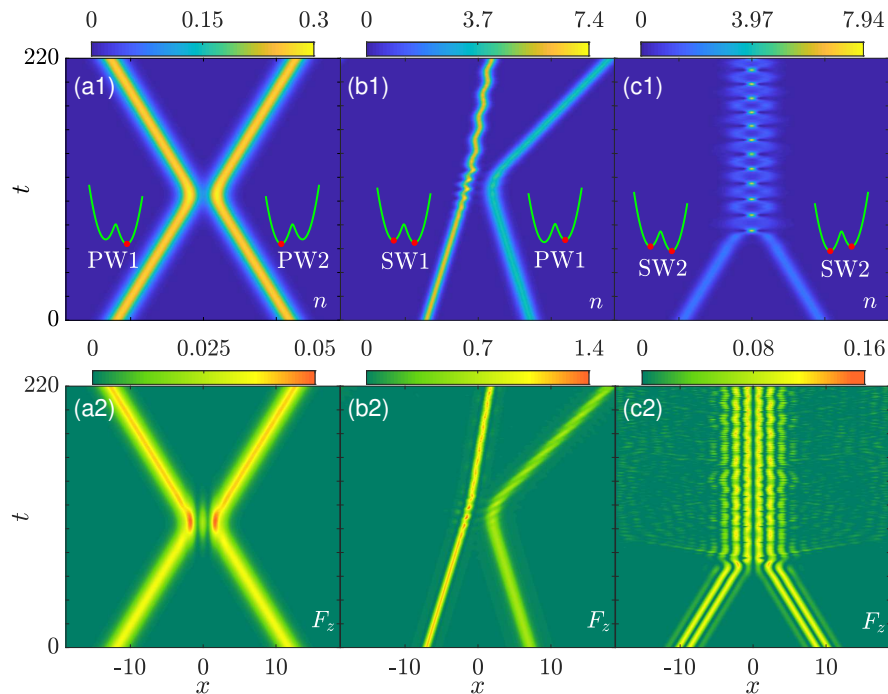 0 0.15 0.3 0 3.7 7.4 0 3.97 7.94
220
(a1) (b1) (c1)
t
PW1 PW2 SW1 PW1 SW2 SW2
n n n
0
0 0.025 0.05 0 0.7 1.4 0 0.08 0.16
220
(a2) (b2) (c2)
t
F_z F_z F_z
0
-10 0 10 -10 0 10 -10 0 10
x x x